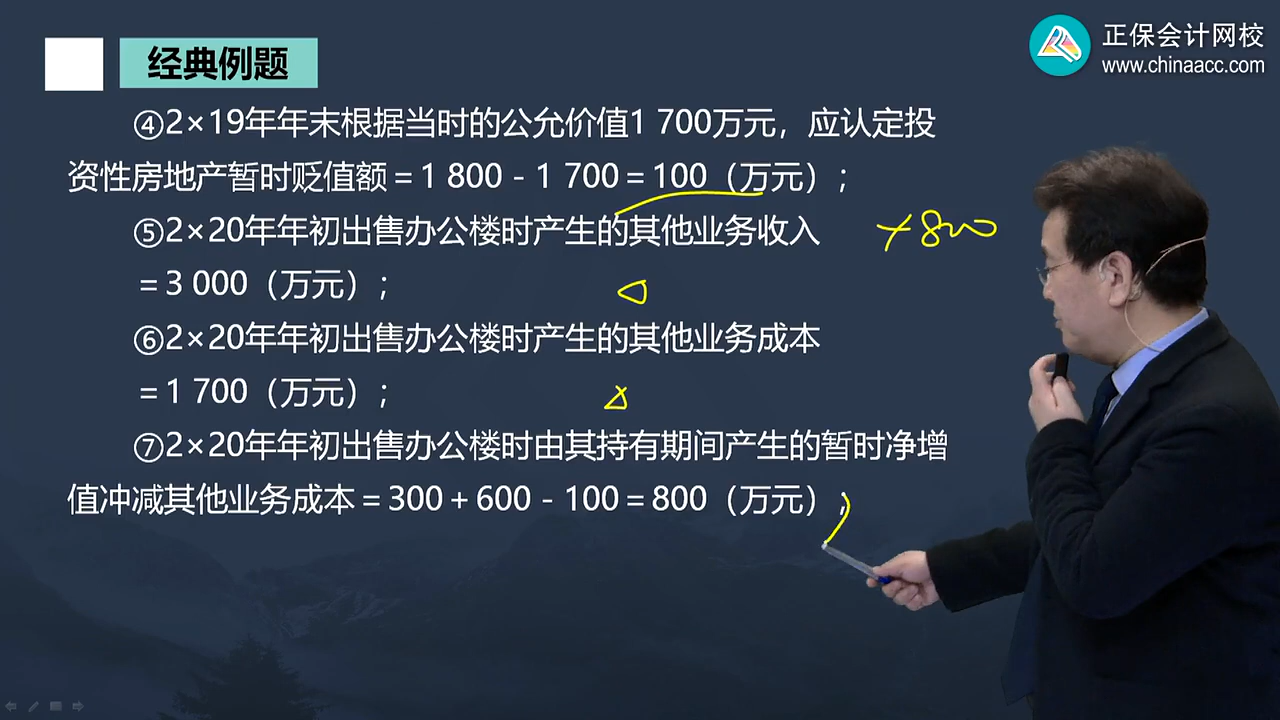 正保会计网校
www.chinaacc.com
经典例题
④2×19年年末根据当时的公允价值1 700万元，应认定投
资性房地产暂时贬值额＝1 800－1 700＝100（万元）；
⑤2×20年年初出售办公楼时产生的其他业务收入
＝3 000（万元）；
⑥2×20年年初出售办公楼时产生的其他业务成本
＝1 700（万元）；
⑦2×20年年初出售办公楼时由其持有期间产生的暂时净增
值冲减其他业务成本＝300＋600－100＝800（万元）；
+800